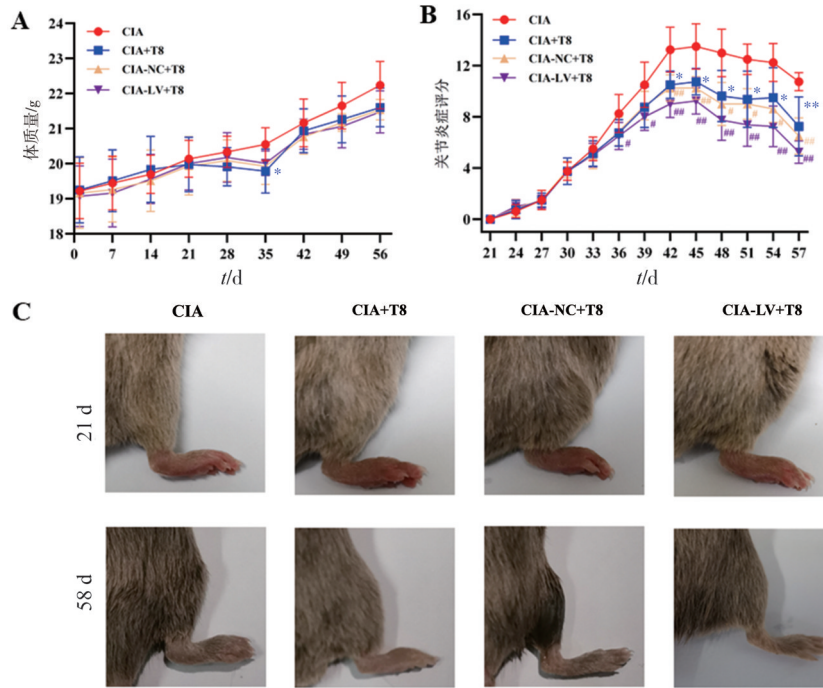 A
CIA
CIA+T8
CIA-NC+T8
CIA-LV+T8
体质量/g
24
23
22
21
20
19
18
*
0 7 14 21 28 35 42 49 56
t/d
B
CIA
CIA+T8
CIA-NC+T8
CIA-LV+T8
关节炎症评分
16
12
8
4
0
* * * * * **
## ## # # # ##
# # ## ## ## ## ## ##
21 24 27 30 33 36 39 42 45 48 51 54 57
t/d
C
CIA CIA+T8 CIA-NC+T8 CIA-LV+T8
21 d
58 d